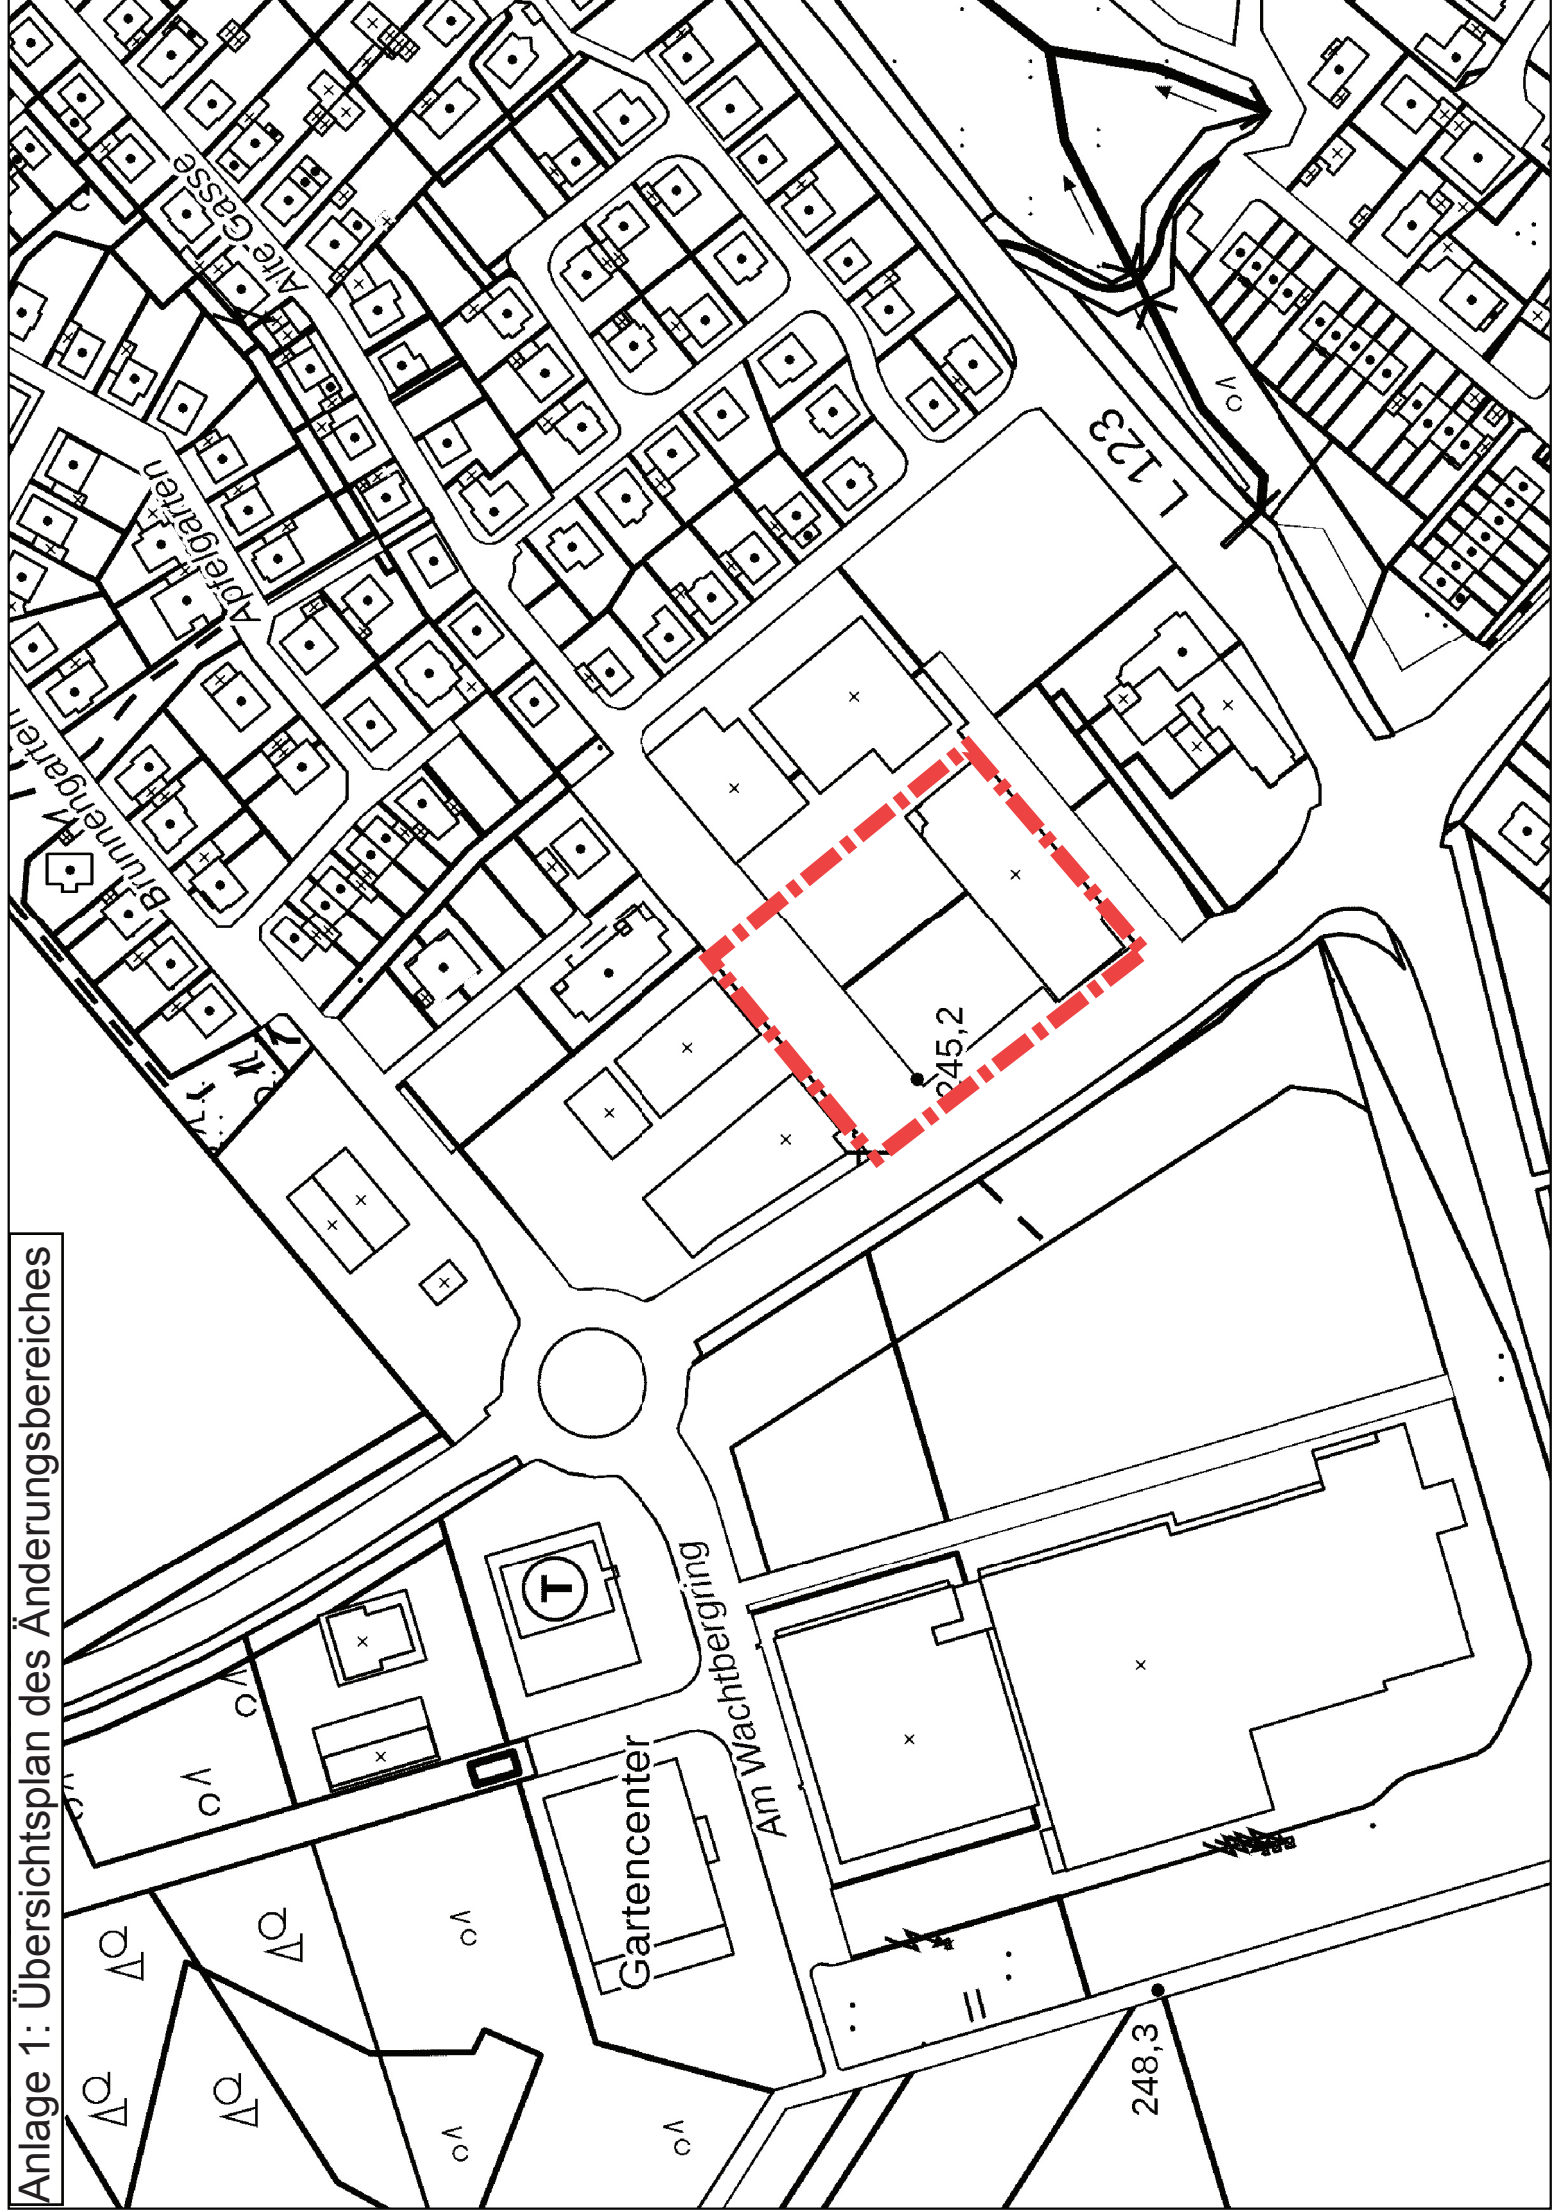 Anlage 1: Übersichtsplan des Änderungsbereiches
Brunnengarten
Apfelgarten
Alte Gasse
L 123
245,2
T
Am Wachtbergring
Gartencenter
248,3